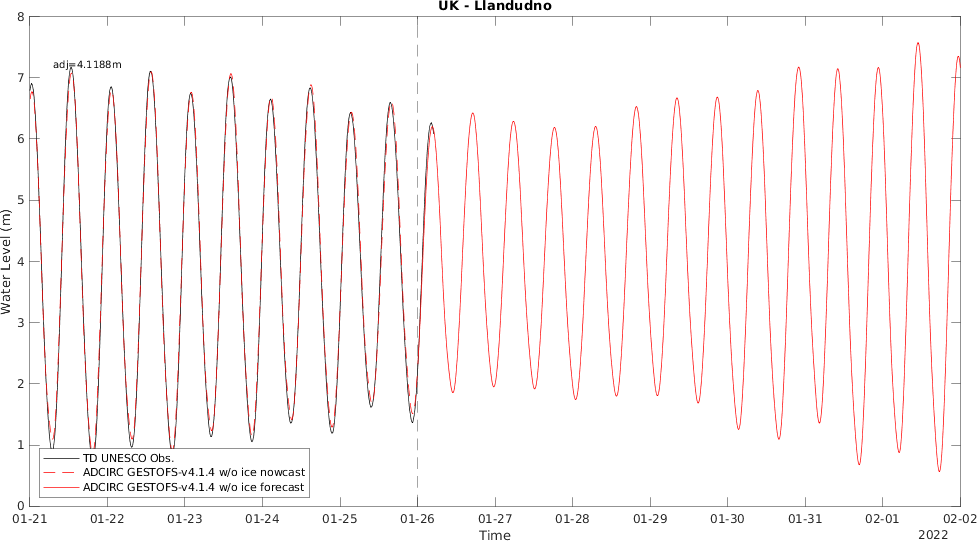 UK - Llandudno
8
adj=4.1188m
7
6
5
4
3
2
1
0
Water Level (m)
TD UNESCO Obs.
ADCIRC GESTOFS-v4.1.4 w/o ice nowcast
ADCIRC GESTOFS-v4.1.4 w/o ice forecast
01-21 01-22 01-23 01-24 01-25 01-26 01-27 01-28 01-29 01-30 01-31 02-01 02-02
Time
2022